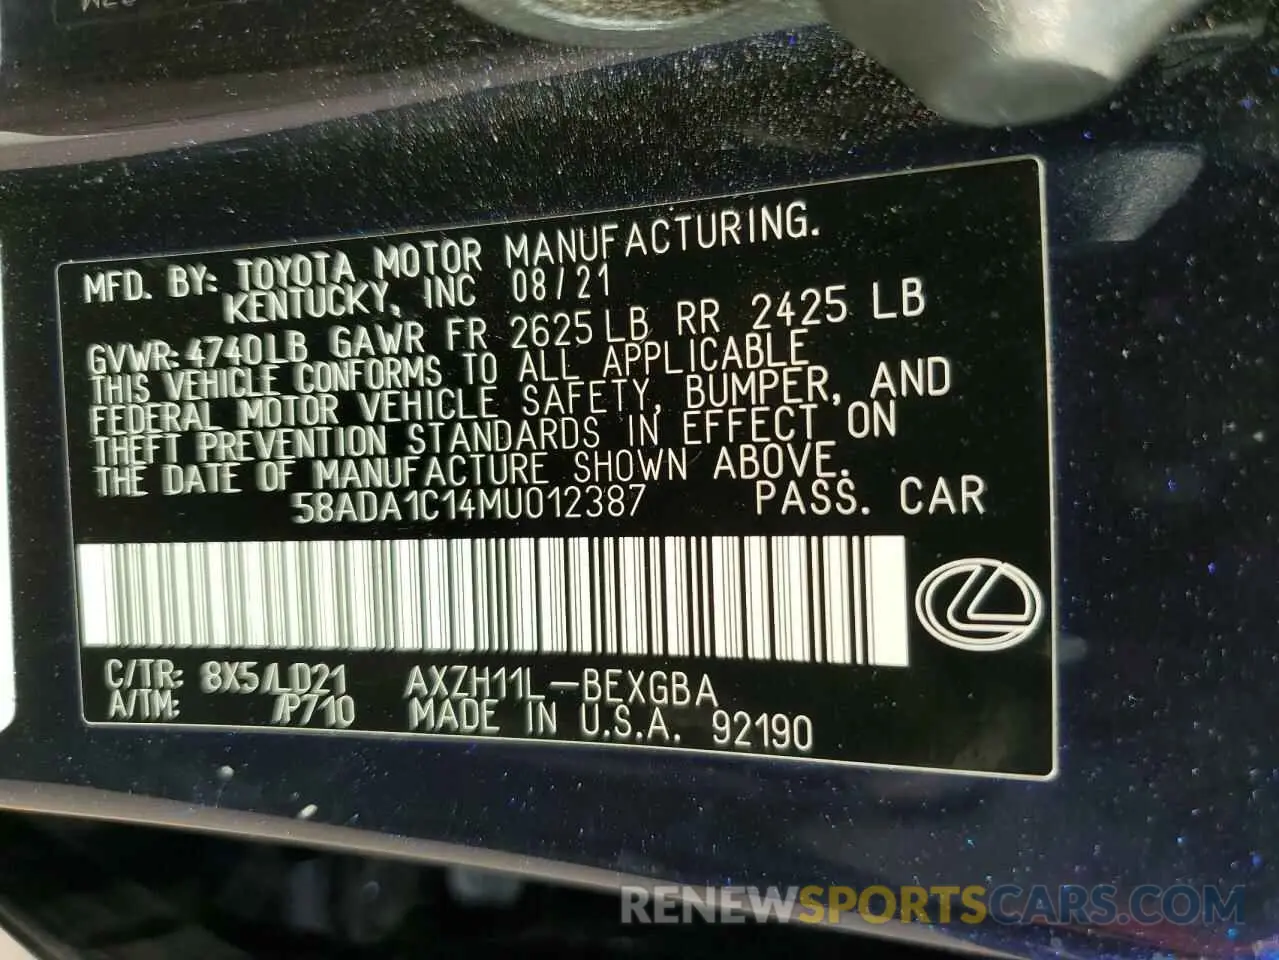 MFD. BY: TOYOTA MOTOR MANUFACTURING.
KENTUCKY, INC 08/21
GVWR: 4740LB GAWR FR 2625 LB RR 2425 LB
THIS VEHICLE CONFORMS TO ALL APPLICABLE
FEDERAL MOTOR VEHICLE SAFETY, BUMPER, AND
THEFT PREVENTION STANDARDS IN EFFECT ON
THE DATE OF MANUFACTURE SHOWN ABOVE.
58ADA1C14MU012387 PASS. CAR
C/TR: 8X5/LD21 AXZH11L-BEXGBA
A/TM: /P710 MADE IN U.S.A. 92190
RENEWSPORTSCARS.COM